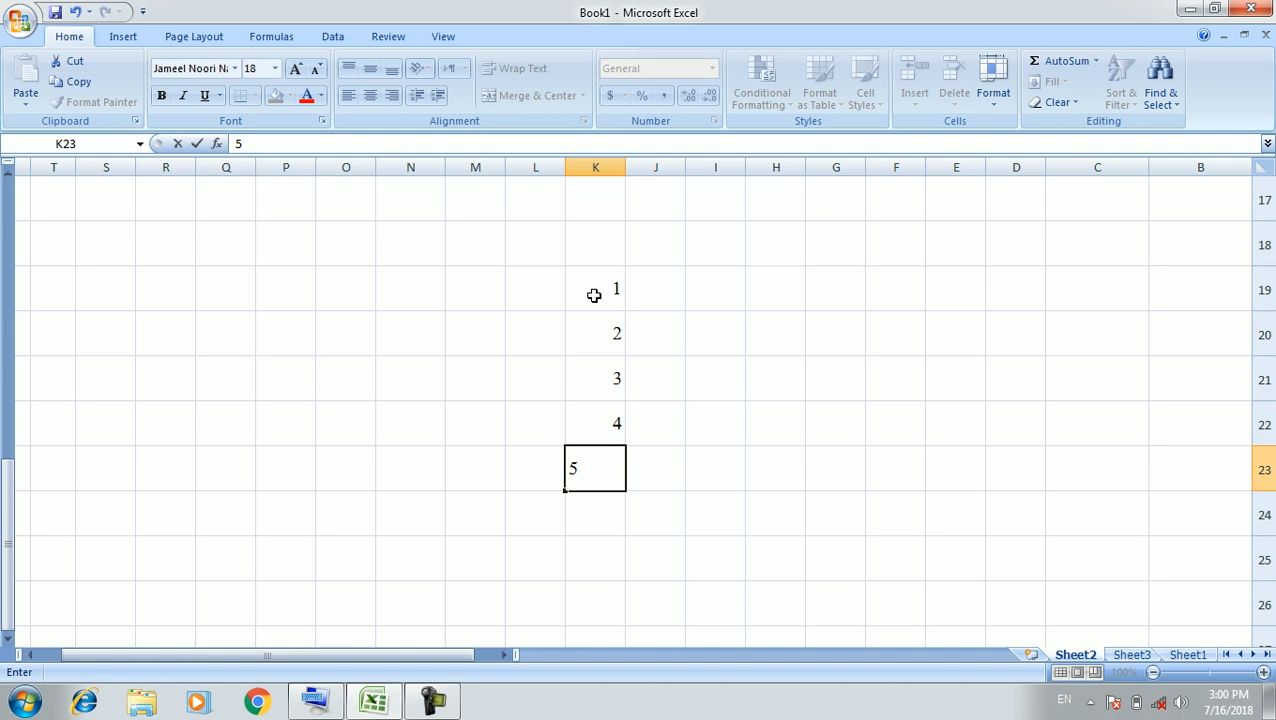 Book1 - Microsoft Excel
Home Insert Page Layout Formulas Data Review View
Paste
Cut
Copy
Format Painter
Clipboard
Jameel Noori Na 18
B I U A
Font
Wrap Text
Merge & Center
Alignment
General
$ % ,
Number
Conditional Formatting
Format as Table
Cell Styles
Styles
Insert Delete Format
Cells
Σ AutoSum
Fill
Clear
Sort & Filter
Find & Select
Editing
K23 fx 5
T S R Q P O N M L K J I H G F E D C B
17
18
1 19
2 20
3 21
4 22
5 23
24
25
26
Sheet2 Sheet3 Sheet1
Enter 100%
EN 3:00 PM
7/16/2018